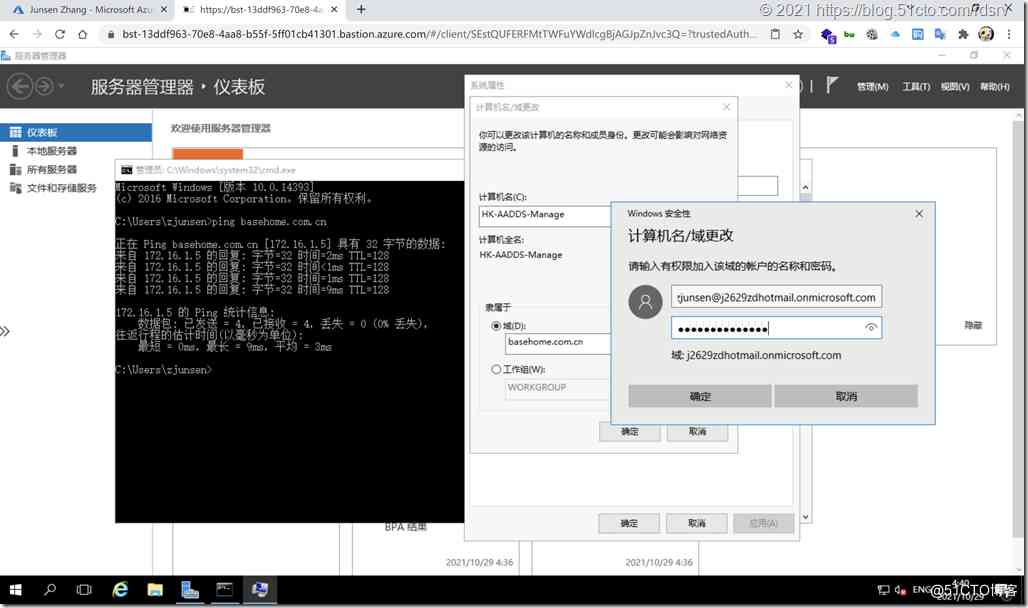 Junsen Zhang - Microsoft Azu
https://bst-13ddf963-70e8-4aa
© 2021 https://blog.51cto.com/rdsrv
bst-13ddf963-70e8-4aa8-b55f-5ff01cb41301.bastion.azure.com/#/client/SEstQUFERFMtTWFuYWdlcgBjAGJpZnJvc3Q=?trustedAuth...
服务器管理器
服务器管理器 · 仪表板
管理(M) 工具(T) 视图(V) 帮助(H)
仪表板
本地服务器
所有服务器
文件和存储服务
欢迎使用服务器管理器
管理员: C:\Windows\system32\cmd.exe
Microsoft Windows [版本 10.0.14393]
(c) 2016 Microsoft Corporation。保留所有权利。
C:\Users\zjunsen>ping basehome.com.cn
正在 Ping basehome.com.cn [172.16.1.5] 具有 32 字节的数据:
来自 172.16.1.5 的回复: 字节=32 时间=2ms TTL=128
来自 172.16.1.5 的回复: 字节=32 时间<1ms TTL=128
来自 172.16.1.5 的回复: 字节=32 时间=1ms TTL=128
来自 172.16.1.5 的回复: 字节=32 时间=9ms TTL=128
172.16.1.5 的 Ping 统计信息:
数据包: 已发送 = 4，已接收 = 4，丢失 = 0 (0% 丢失)，
往返行程的估计时间(以毫秒为单位):
最短 = 0ms，最长 = 9ms，平均 = 3ms
C:\Users\zjunsen>
系统属性
计算机名/域更改
你可以更改该计算机的名称和成员身份。更改可能会影响对网络资
源的访问。
计算机名(C):
HK-AADDS-Manage
计算机全名:
HK-AADDS-Manage
隶属于
域(D):
basehome.com.cn
工作组(W):
WORKGROUP
确定 取消
确定 取消 应用(A)
Windows 安全性
计算机名/域更改
请输入有权限加入该域的帐户的名称和密码。
zjunsen@j2629zdhotmail.onmicrosoft.com
域: j2629zdhotmail.onmicrosoft.com
确定 取消
隐藏
BPA 结果
2021/10/29 4:36
2021/10/29 4:36
ENG
4:40
2021/10/29
@51CTO博客